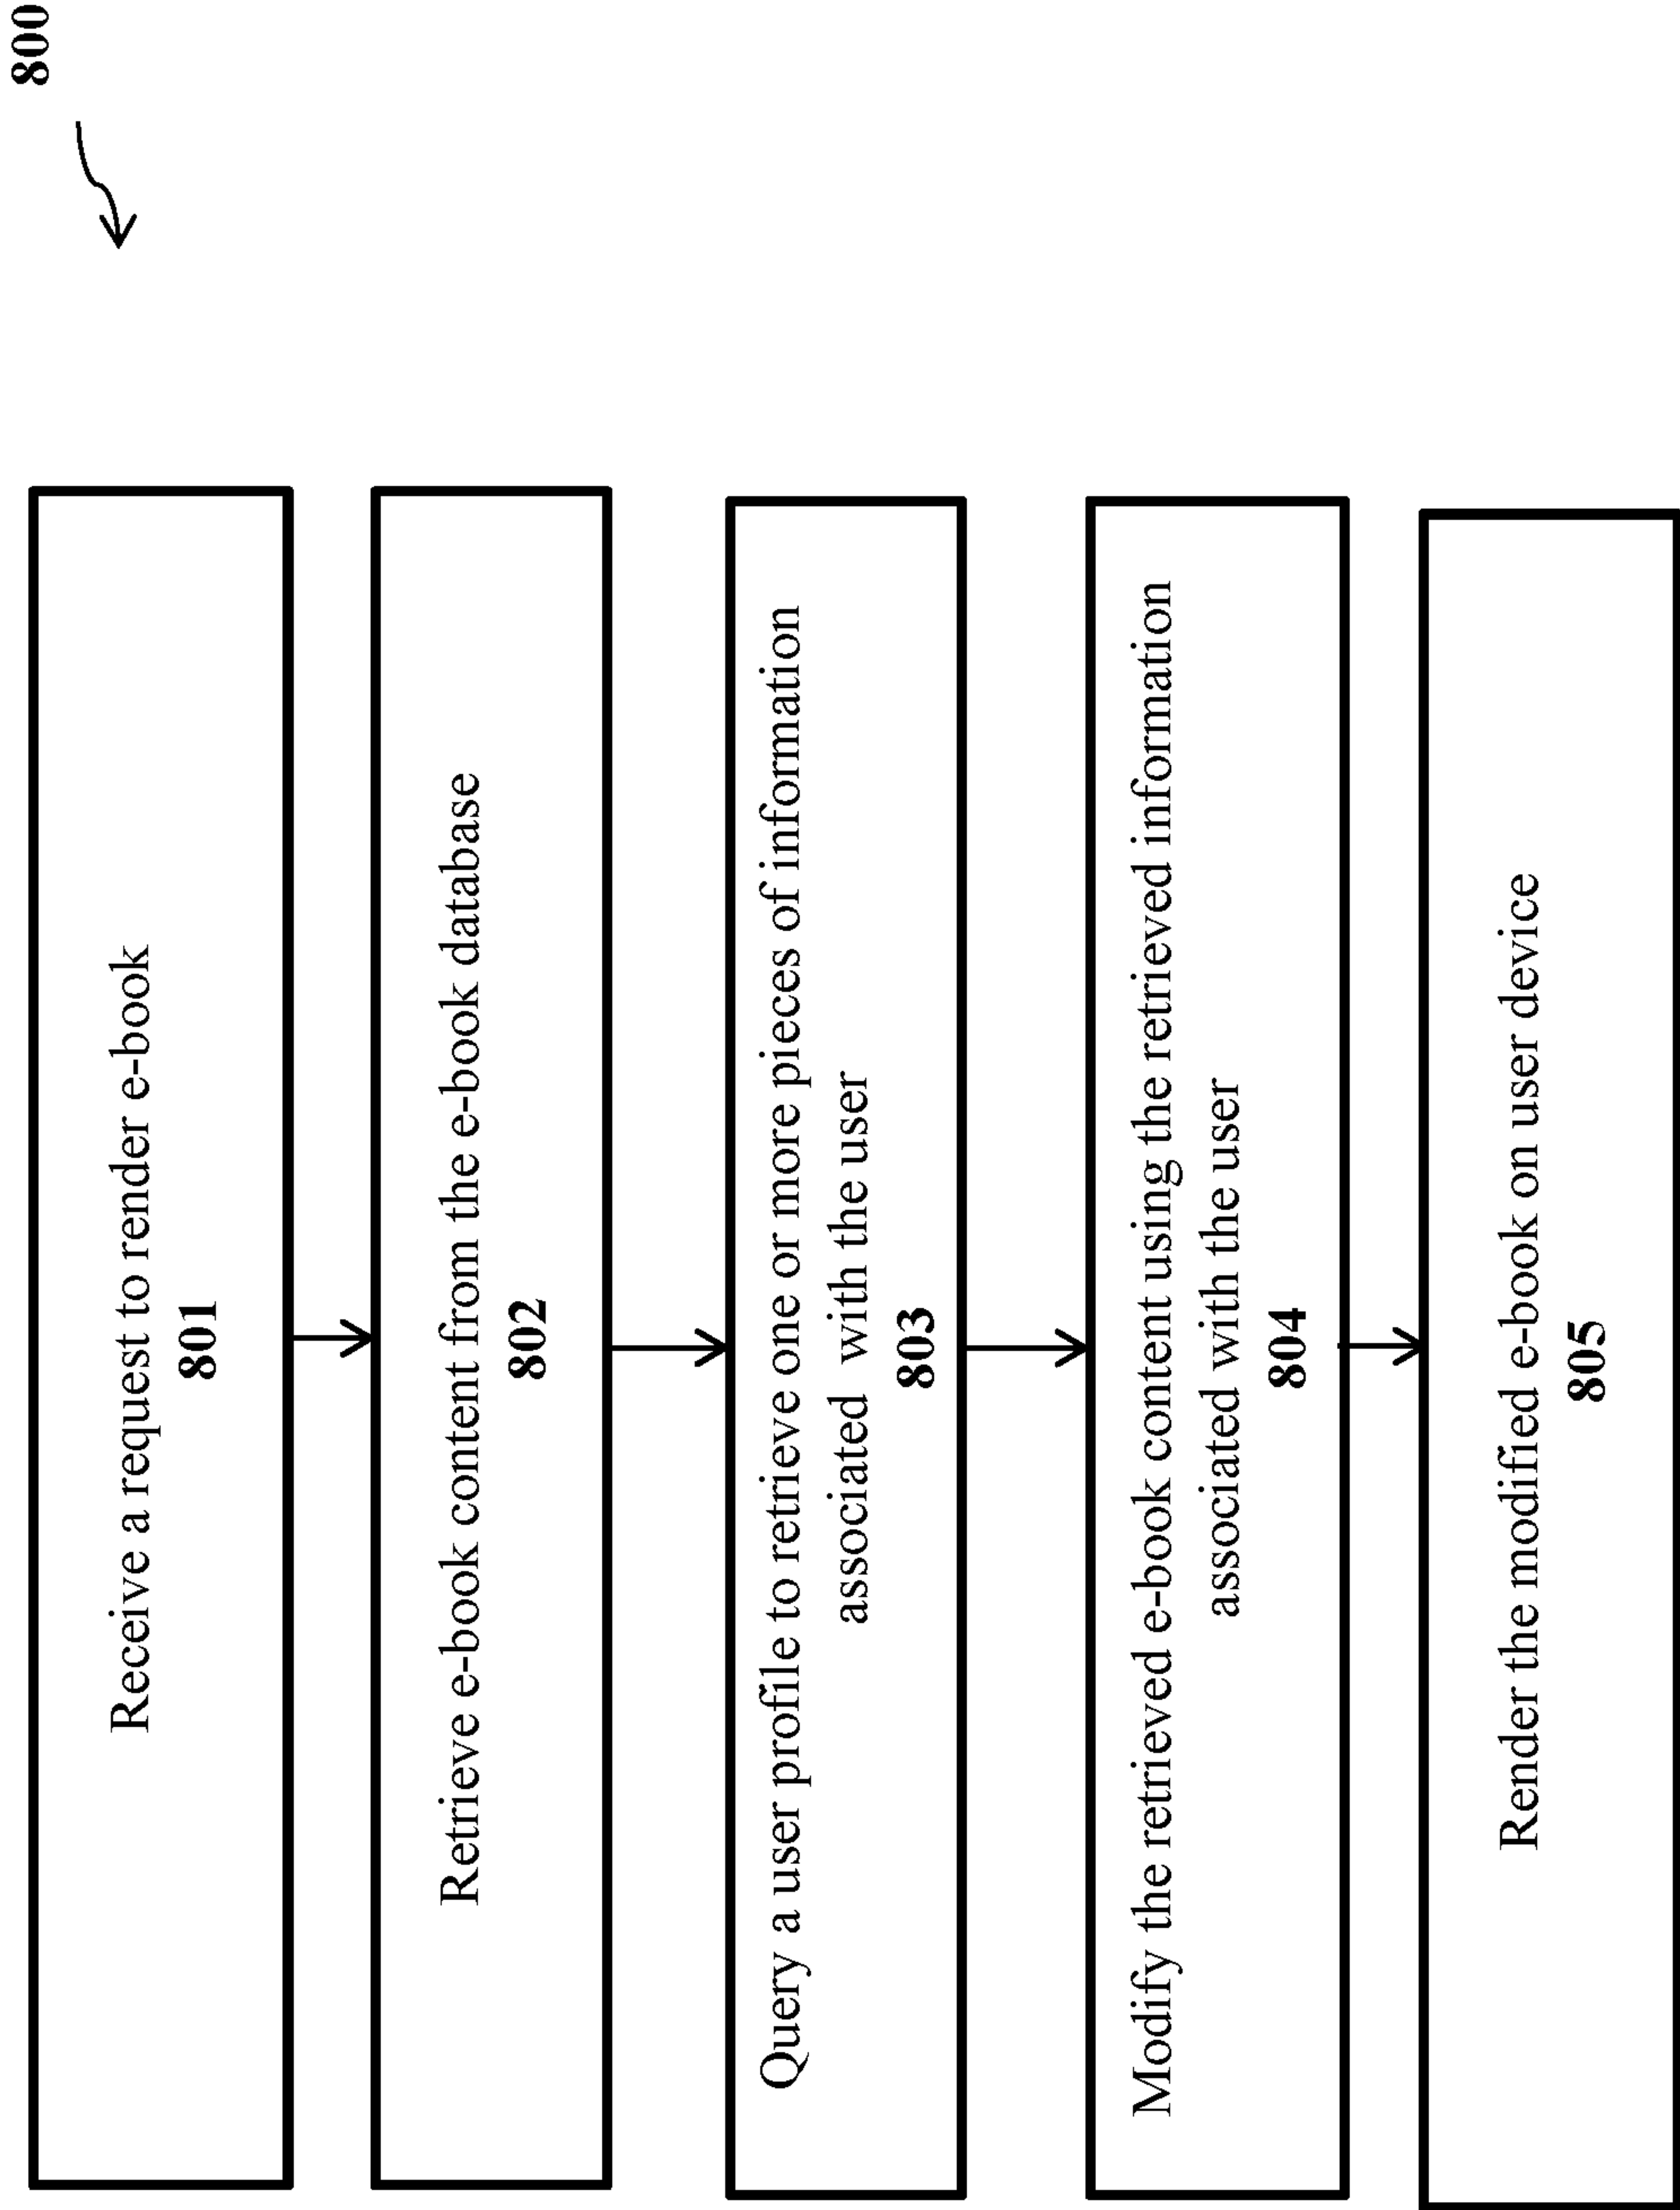 800
Receive a request to render e-book
801
Retrieve e-book content from the e-book database
802
Query a user profile to retrieve one or more pieces of information
associated with the user
803
Modify the retrieved e-book content using the retrieved information
associated with the user
804
Render the modified e-book on user device
805